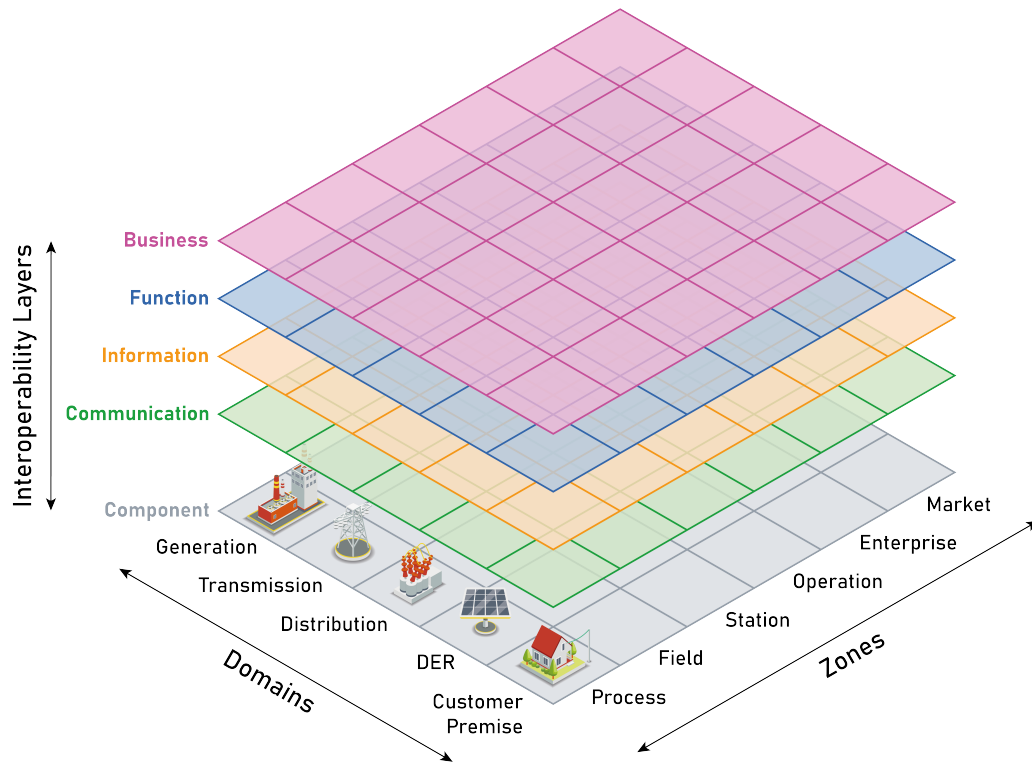 Interoperability Layers
Business
Function
Information
Communication
Component
Generation
Transmission
Distribution
DER
Customer
Premise
Domains
Market
Enterprise
Operation
Station
Field
Process
Zones